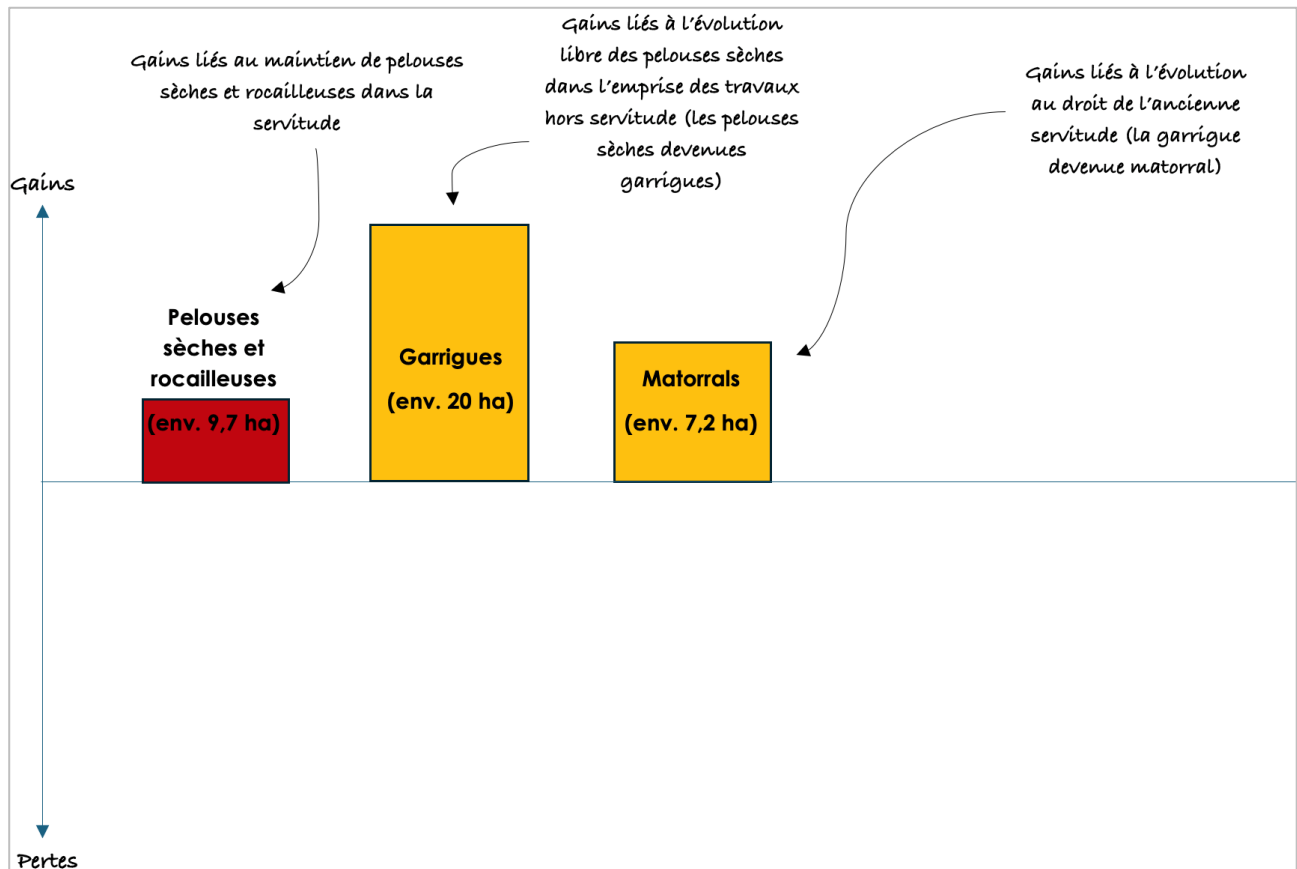 Gains liés au maintien de pelouses
sèches et rocailleuses dans la
servitude
Gains liés à l'évolution
libre des pelouses sèches
dans l'emprise des travaux
hors servitude (les pelouses
sèches devenues
garrigues)
Gains liés à l'évolution
au droit de l'ancienne
servitude (la garrigue
devenue matorral)
Gains
Pelouses
sèches et
rocailleuses
(env. 9,7 ha)
Garrigues
(env. 20 ha)
Matorrals
(env. 7,2 ha)
Pertes